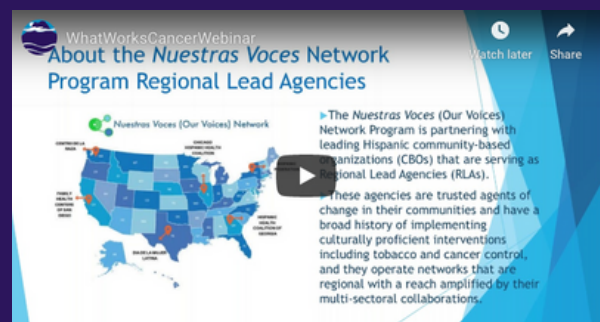 WhatWorksCancerWebinar
Watch later
Share
About the Nuestras Voces Network
Program Regional Lead Agencies
Nuestras Voces (Our Voices) Network
CENTRO DE LA
RAZA
CHICAGO
HISPANIC HEALTH
COALITION
FAMILY
HEALTH
CENTERS
OF SAN
DIEGO
HISPANIC
HEALTH
COALITION OF
GEORGIA
DIA DE LA MUJER
LATINA
The Nuestras Voces (Our Voices)
Network Program is partnering with
leading Hispanic community-based
organizations (CBOs) that are serving as
Regional Lead Agencies (RLAs).
These agencies are trusted agents of
change in their communities and have a
broad history of implementing
culturally proficient interventions
including tobacco and cancer control,
and they operate networks that are
regional with a reach amplified by their
multi-sectoral collaborations.